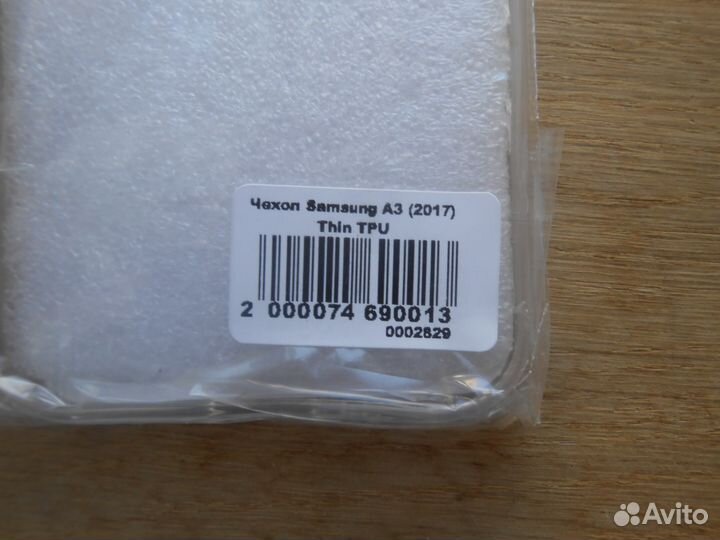 Чехол Samsung A3 (2017)
Thin TPU
2 000074 690013
0002829
Avito